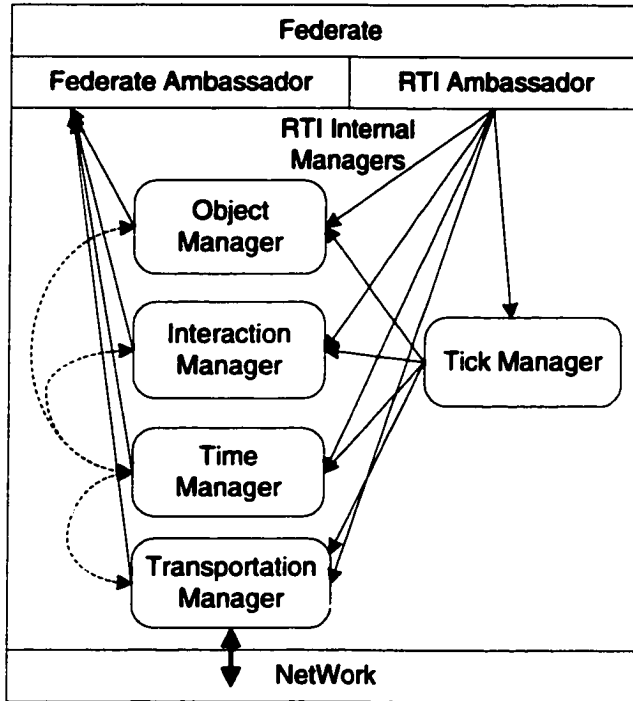 Federate
Federate Ambassador
RTI Ambassador
RTI Internal
Managers
Object
Manager
Interaction
Manager
Tick Manager
Time
Manager
Transportation
Manager
NetWork